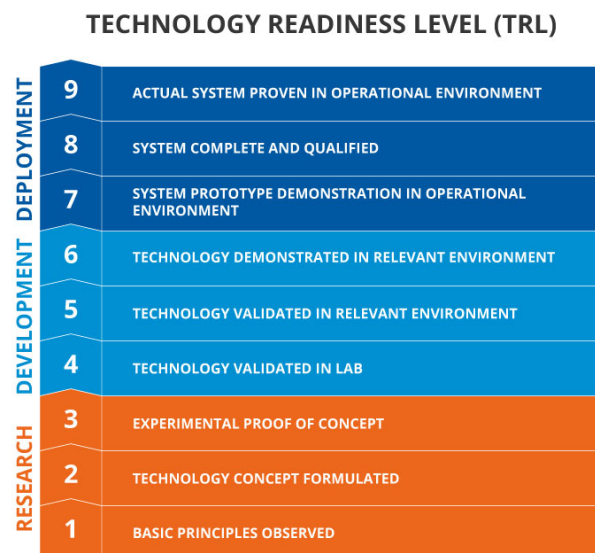 TECHNOLOGY READINESS LEVEL (TRL)
DEPLOYMENT
9 ACTUAL SYSTEM PROVEN IN OPERATIONAL ENVIRONMENT
8 SYSTEM COMPLETE AND QUALIFIED
7 SYSTEM PROTOTYPE DEMONSTRATION IN OPERATIONAL
ENVIRONMENT
DEVELOPMENT
6 TECHNOLOGY DEMONSTRATED IN RELEVANT ENVIRONMENT
5 TECHNOLOGY VALIDATED IN RELEVANT ENVIRONMENT
4 TECHNOLOGY VALIDATED IN LAB
RESEARCH
3 EXPERIMENTAL PROOF OF CONCEPT
2 TECHNOLOGY CONCEPT FORMULATED
1 BASIC PRINCIPLES OBSERVED